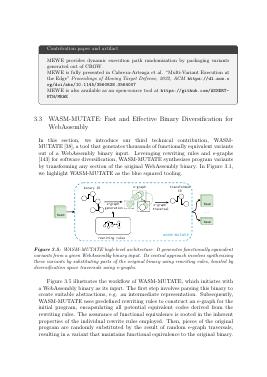 Contribution paper and artifact
MEWE provides dynamic execution path randomization by packaging variants
generated out of CROW.
MEWE is fully presented in Cabrera-Arteaga et al. "Multi-Variant Execution at
the Edge" Proceedings of Moving Target Defense, 2022, ACM https://dl.acm.o
rg/doi/abs/10.1145/3560828.3564007
MEWE is also available as an open-source tool at https://github.com/ASSERT-
KTH/MEWE
3.3 WASM-MUTATE: Fast and Effective Binary Diversification for
WebAssembly
In this section, we introduce our third technical contribution, WASM-
MUTATE [38], a tool that generates thousands of functionally equivalent variants
out of a WebAssembly binary input. Leveraging rewriting rules and e-graphs
[143] for software diversification, WASM-MUTATE synthesizes program variants
by transforming any section of the original WebAssembly binary. In Figure 3.1,
we highlight WASM-MUTATE as the blue squared tooling.
e-graph
rewriting rules
WASM-MUTATE
Figure 3.5: WASM-MUTATE high-level architecture. It generates functionally equivalent
variants from a given WebAssembly binary input. Its central approach involves synthesizing
these variants by substituting parts of the original binary using rewriting rules, boosted by
diversification space traversals using e-graphs.
Figure 3.5 illustrates the workflow of WASM-MUTATE, which initiates with
a WebAssembly binary as its input. The first step involves parsing this binary to
create suitable abstractions, e.g. an intermediate representation. Subsequently,
WASM-MUTATE uses predefined rewriting rules to construct an e-graph for the
initial program, encapsulating all potential equivalent codes derived from the
rewriting rules. The assurance of functional equivalence is rooted in the inherent
properties of the individual rewrite rules employed. Then, pieces of the original
program are randomly substituted by the result of random e-graph traversals,
resulting in a variant that maintains functional equivalence to the original binary.